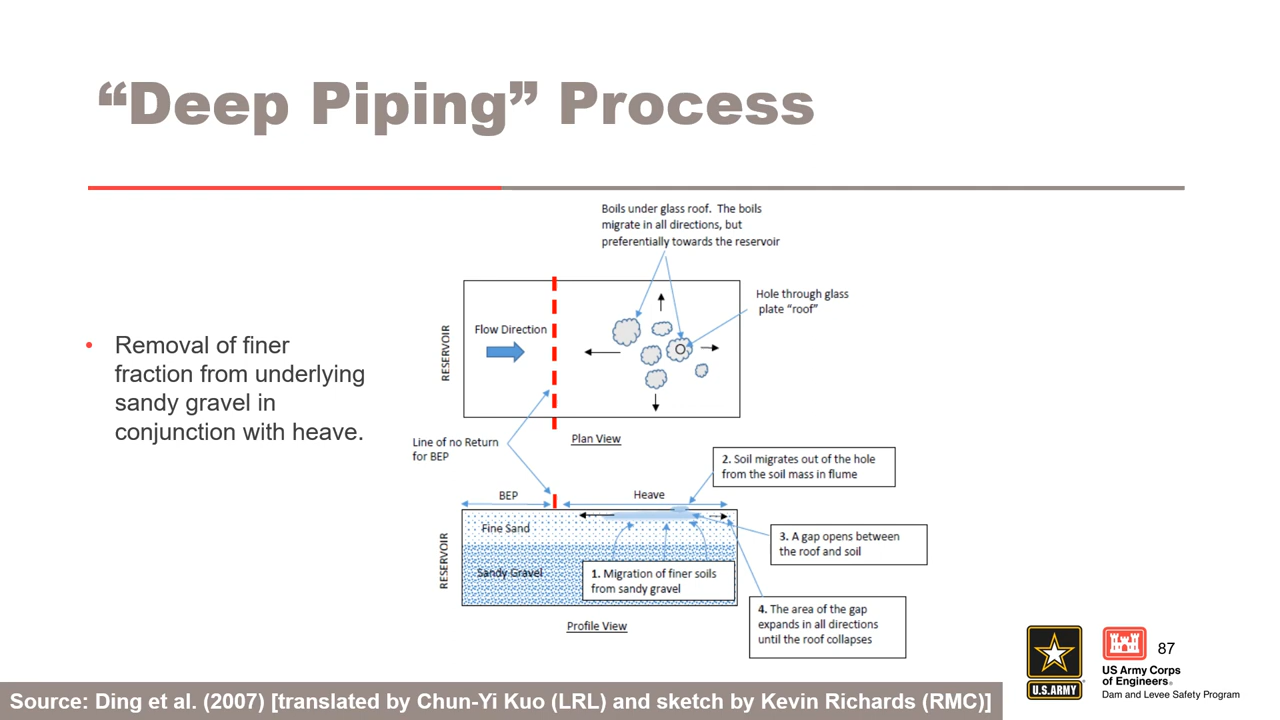 “Deep Piping” Process
Boils under glass roof. The boils
migrate in all directions, but
preferentially towards the reservoir
Hole through glass
plate “roof”
RESERVOIR
Flow Direction
• Removal of finer
fraction from underlying
sandy gravel in
conjunction with heave.
Line of no Return
for BEP
Plan View
2. Soil migrates out of the hole
from the soil mass in flume
BEP
Heave
RESERVOIR
Fine Sand
3. A gap opens between
the roof and soil
Sandy Gravel
1. Migration of finer soils
from sandy gravel
4. The area of the gap
expands in all directions
until the roof collapses
Profile View
U.S.ARMY
US Army Corps
of Engineers®
Dam and Levee Safety Program
87
Source: Ding et al. (2007) [translated by Chun-Yi Kuo (LRL) and sketch by Kevin Richards (RMC)]